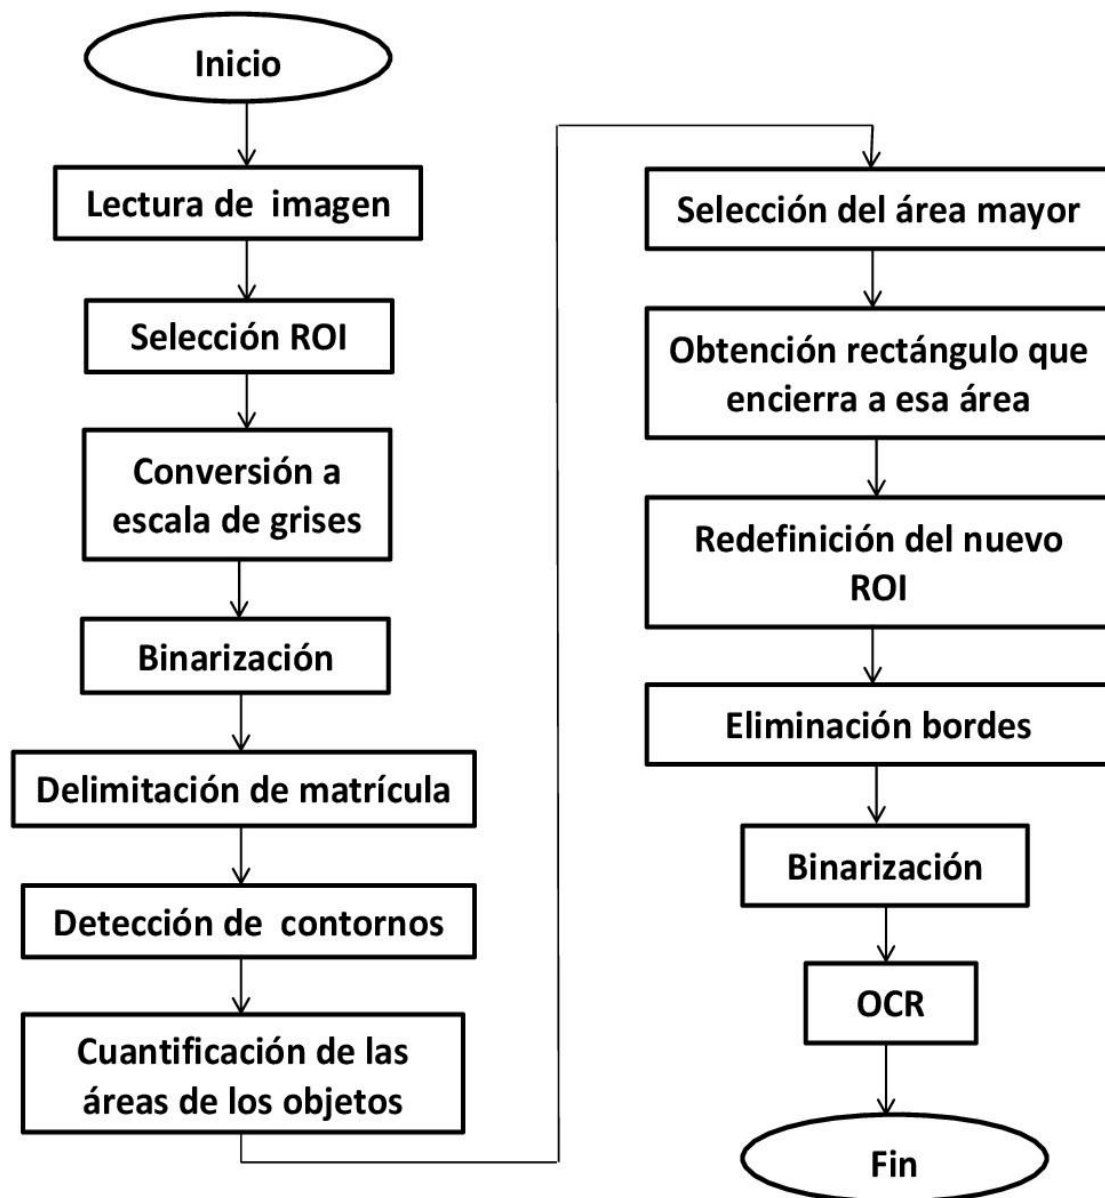 Inicio
Lectura de imagen
Selección ROI
Conversión a
escala de grises
Binarización
Delimitación de matrícula
Detección de contornos
Cuantificación de las
áreas de los objetos
Selección del área mayor
Obtención rectángulo que
encierra a esa área
Redefinición del nuevo
ROI
Eliminación bordes
Binarización
OCR
Fin